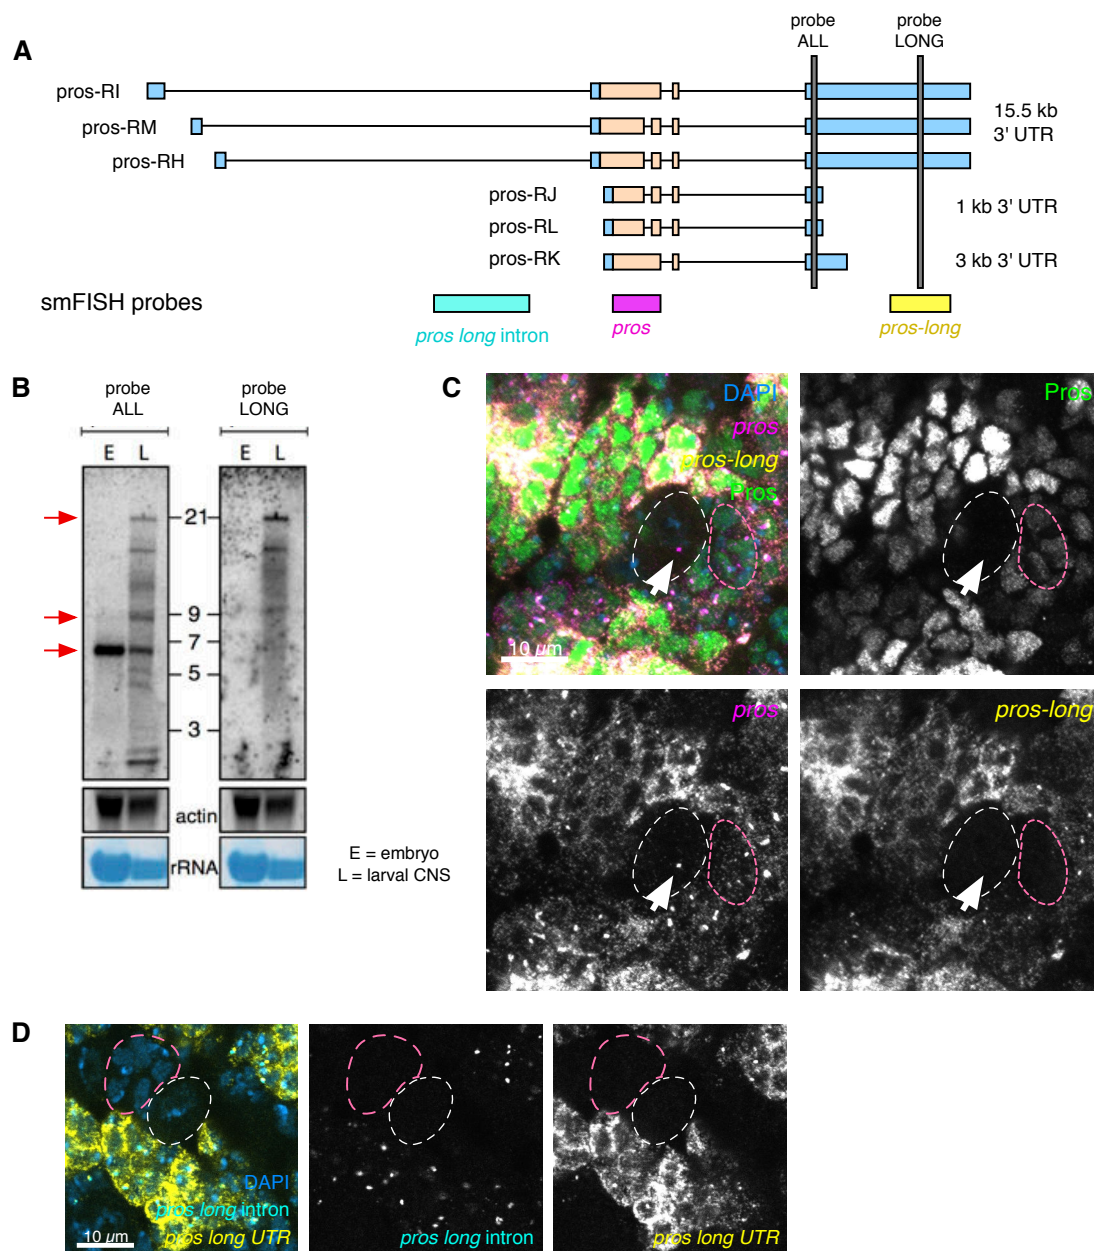 A
probe
ALL
probe
LONG
pros-RI
pros-RM
pros-RH
15.5 kb
3' UTR
pros-RJ
pros-RL
1 kb 3' UTR
pros-RK
3 kb 3' UTR
smFISH probes
pros long intron
pros
pros-long
B
probe
ALL
probe
LONG
E L
E L
21
9
7
5
3
actin
rRNA
E = embryo
L = larval CNS
C
DAPI
pros
pros-long
Pros
10 µm
Pros
pros
pros-long
D
DAPI
pros long intron
pros long UTR
10 µm
pros long intron
pros long UTR